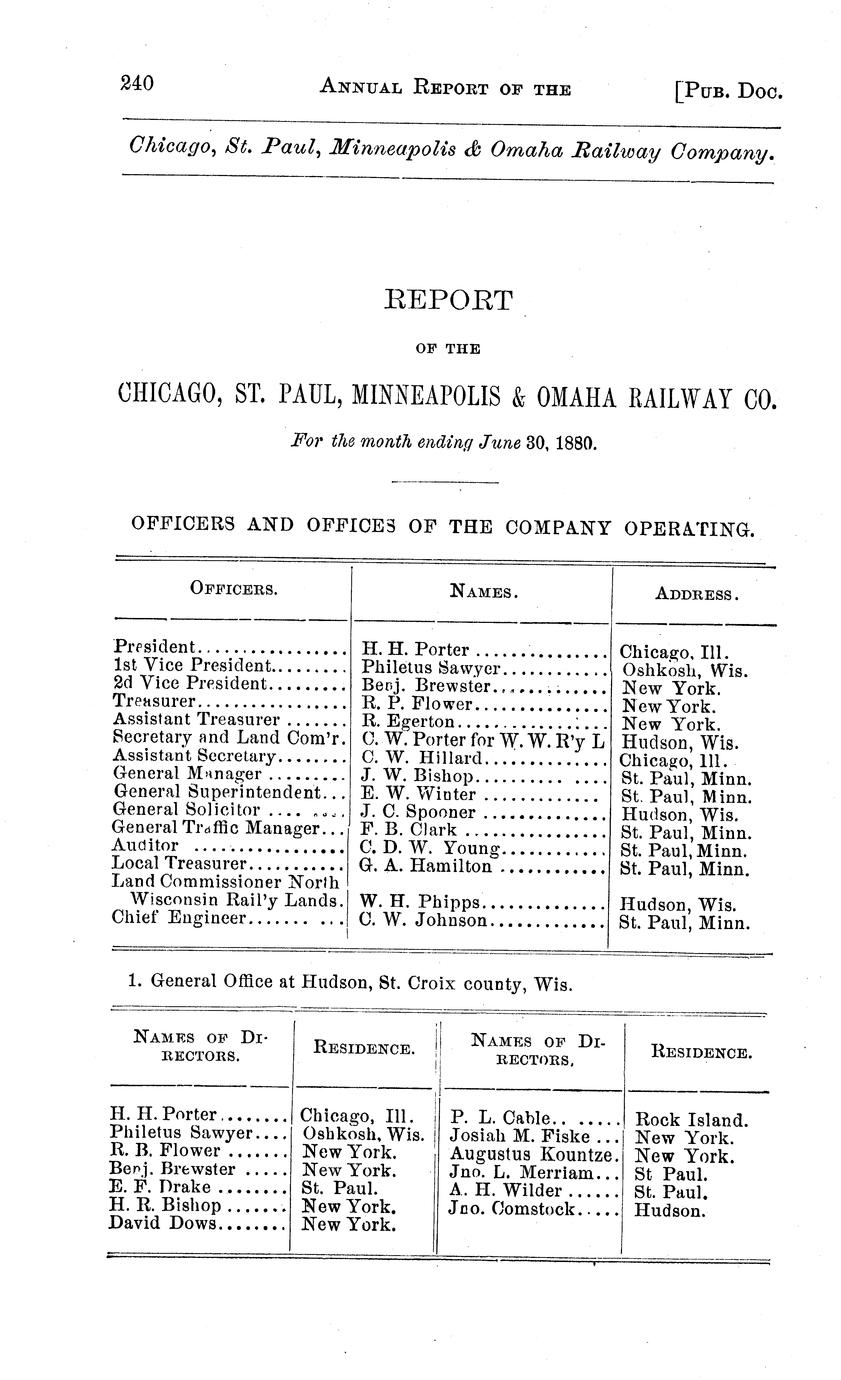 240 ANNUAL REPORT OF THE [PUB. DOC.
Chicago, St. Paul, Minneapolis & Omaha Railway Company.
REPORT
OF THE
CHICAGO, ST. PAUL, MINNEAPOLIS & OMAHA RAILWAY CO.
For the month ending June 30, 1880.
OFFICERS AND OFFICES OF THE COMPANY OPERATING.
OFFICERS. NAMES. ADDRESS.
President................. H. H. Porter ............... Chicago, Ill.
1st Vice President......... Philetus Sawyer............ Oshkosh, Wis.
2d Vice President......... Benj. Brewster............. New York.
Treasurer................. R. P. Flower............... New York.
Assistant Treasurer ....... R. Egerton................. New York.
Secretary and Land Com'r. C. W. Porter for W. W. R'y L Hudson, Wis.
Assistant Secretary........ C. W. Hillard............. Chicago, Ill.
General Manager ......... J. W. Bishop.......... .... St. Paul, Minn.
General Superintendent... E. W. Winter ............. St. Paul, Minn.
General Solicitor .... .... J. C. Spooner ............. Hudson, Wis.
General Traffic Manager... F. B. Clark ............... St. Paul, Minn.
Auditor ................. C. D. W. Young........... St. Paul, Minn.
Local Treasurer........... G. A. Hamilton ............ St. Paul, Minn.
Land Commissioner North
Wisconsin Rail'y Lands. W. H. Phipps.............. Hudson, Wis.
Chief Engineer....... ... C. W. Johnson............. St. Paul, Minn.
1. General Office at Hudson, St. Croix county, Wis.
NAMES OF DI- RESIDENCE. NAMES OF DI- RESIDENCE.
RECTORS. RECTORS.
H. H. Porter........ Chicago, Ill. P. L. Cable.. ..... Rock Island.
Philetus Sawyer.... Oshkosh, Wis. Josiah M. Fiske ... New York.
R. B. Flower ....... New York. Augustus Kountze. New York.
Benj. Brewster ..... New York. Jno. L. Merriam... St Paul.
E. F. Drake ........ St. Paul. A. H. Wilder ...... St. Paul.
H. R. Bishop ....... New York. Jno. Comstock..... Hudson.
David Dows........ New York.